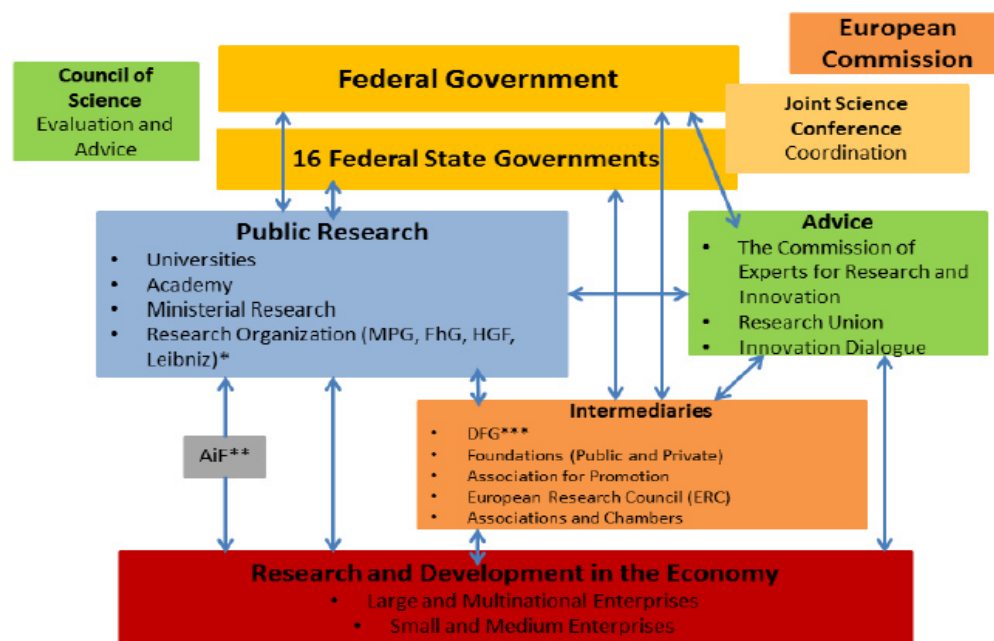 European
Commission
Federal Government
Council of
Science
Evaluation and
Advice
Joint Science
Conference
Coordination
16 Federal State Governments
Public Research
• Universities
• Academy
• Ministerial Research
• Research Organization (MPG, FhG, HGF,
Leibniz)*
Advice
• The Commission of
Experts for Research and
Innovation
• Research Union
• Innovation Dialogue
AiF**
Intermediaries
• DFG***
• Foundations (Public and Private)
• Association for Promotion
• European Research Council (ERC)
• Associations and Chambers
Research and Development in the Economy
• Large and Multinational Enterprises
• Small and Medium Enterprises